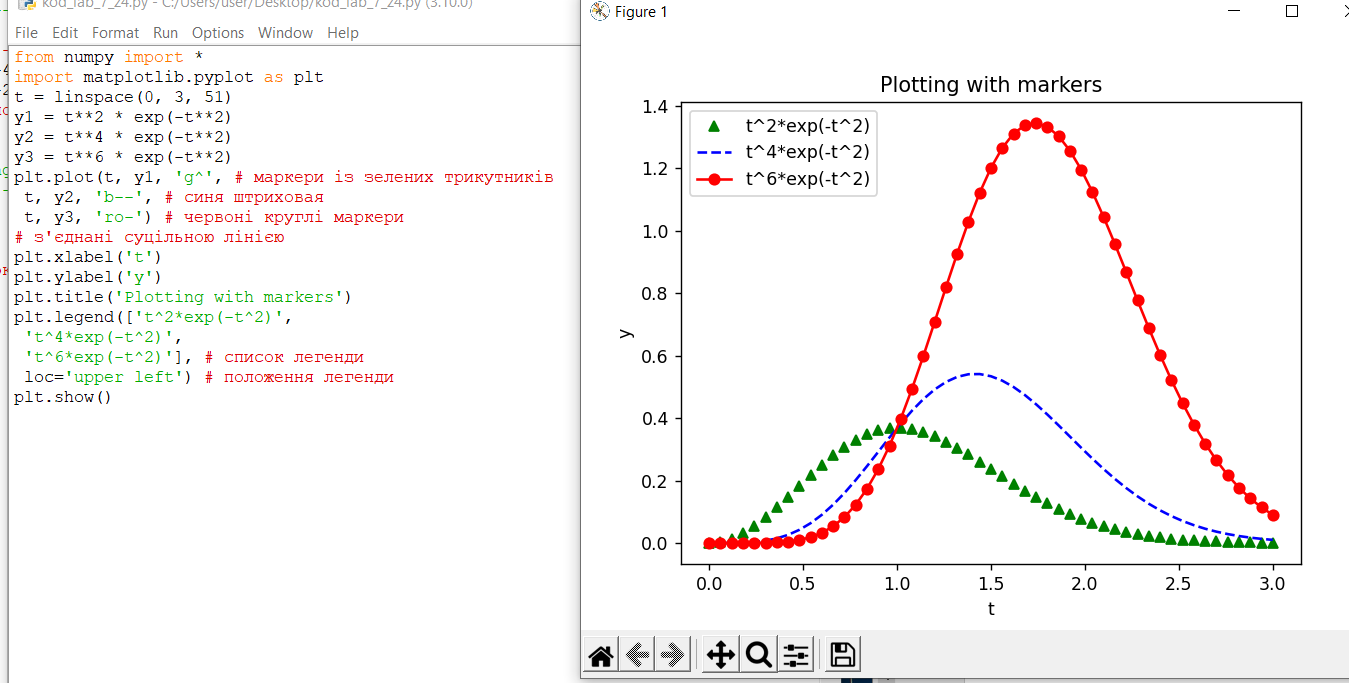 kod_lab_7_24.py - C:/Users/user/Desktop/kod_lab_7_24.py (3.10.0)
File Edit Format Run Options Window Help
from numpy import *
import matplotlib.pyplot as plt
t = linspace(0, 3, 51)
y1 = t**2 * exp(-t**2)
y2 = t**4 * exp(-t**2)
y3 = t**6 * exp(-t**2)
plt.plot(t, y1, 'g^', # маркери із зелених трикутників
t, y2, 'b--', # синя штриховая
t, y3, 'ro-') # червоні круглі маркери
# з'єднані суцільною лінією
plt.xlabel('t')
plt.ylabel('y')
plt.title('Plotting with markers')
plt.legend(['t^2*exp(-t^2)',
't^4*exp(-t^2)',
't^6*exp(-t^2)'], # список легенди
loc='upper left') # положення легенди
plt.show()
Figure 1
Plotting with markers
t^2*exp(-t^2)
t^4*exp(-t^2)
t^6*exp(-t^2)
1.4
1.2
1.0
0.8
0.6
0.4
0.2
0.0
y
0.0 0.5 1.0 1.5 2.0 2.5 3.0
t